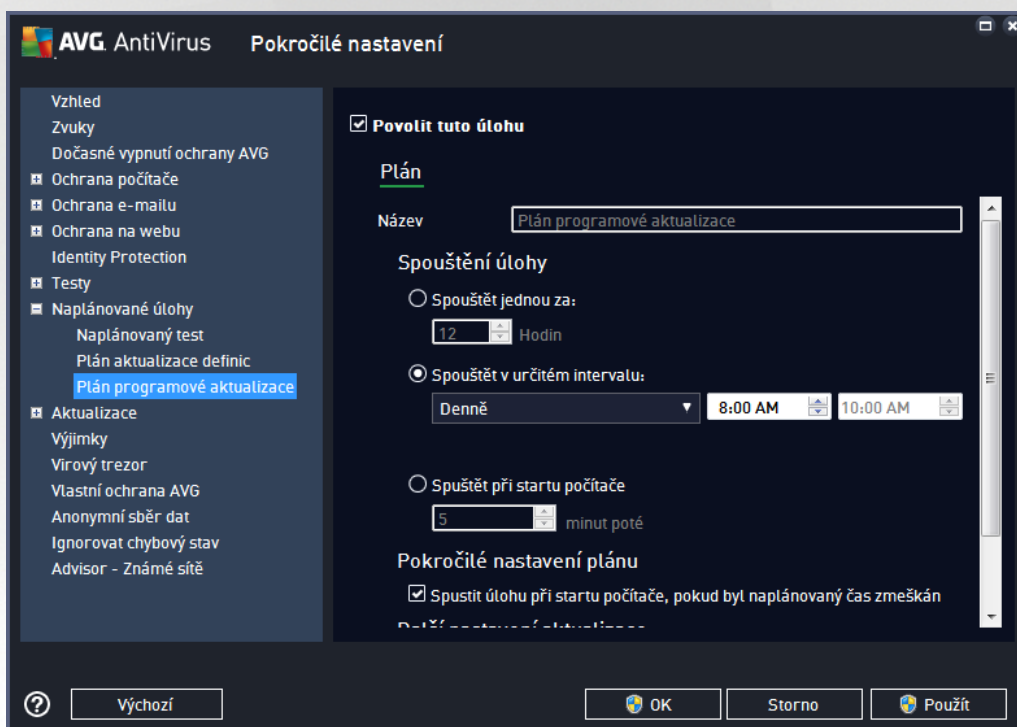 AVG AntiVirus Pokročilé nastavení
Vzhled
Zvuky
Dočasné vypnutí ochrany AVG
Ochrana počítače
Ochrana e-mailu
Ochrana na webu
Identity Protection
Testy
Naplánované úlohy
Naplánovaný test
Plán aktualizace definic
Plán programové aktualizace
Aktualizace
Výjimky
Virový trezor
Vlastní ochrana AVG
Anonymní sběr dat
Ignorovat chybový stav
Advisor - Známé sítě
Povolit tuto úlohu
Plán
Název Plán programové aktualizace
Spouštění úlohy
Spouštět jednou za:
12 Hodin
Spouštět v určitém intervalu:
Denně 8:00 AM 10:00 AM
Spuštět při startu počítače
5 minut poté
Pokročilé nastavení plánu
Spustit úlohu při startu počítače, pokud byl naplánovaný čas zmeškán
Další nastavení aktualizace
? Výchozí OK Storno Použít